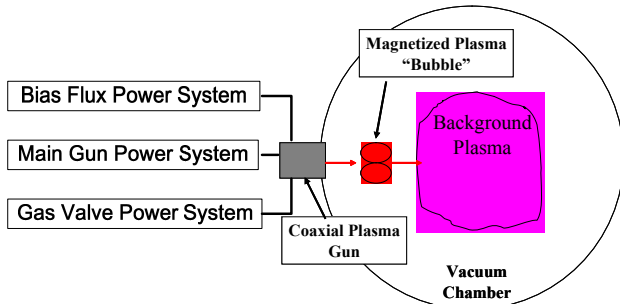 Magnetized Plasma
“Bubble”
Bias Flux Power System
Background
Plasma
Main Gun Power System
Gas Valve Power System
Coaxial Plasma
Gun
Vacuum
Chamber